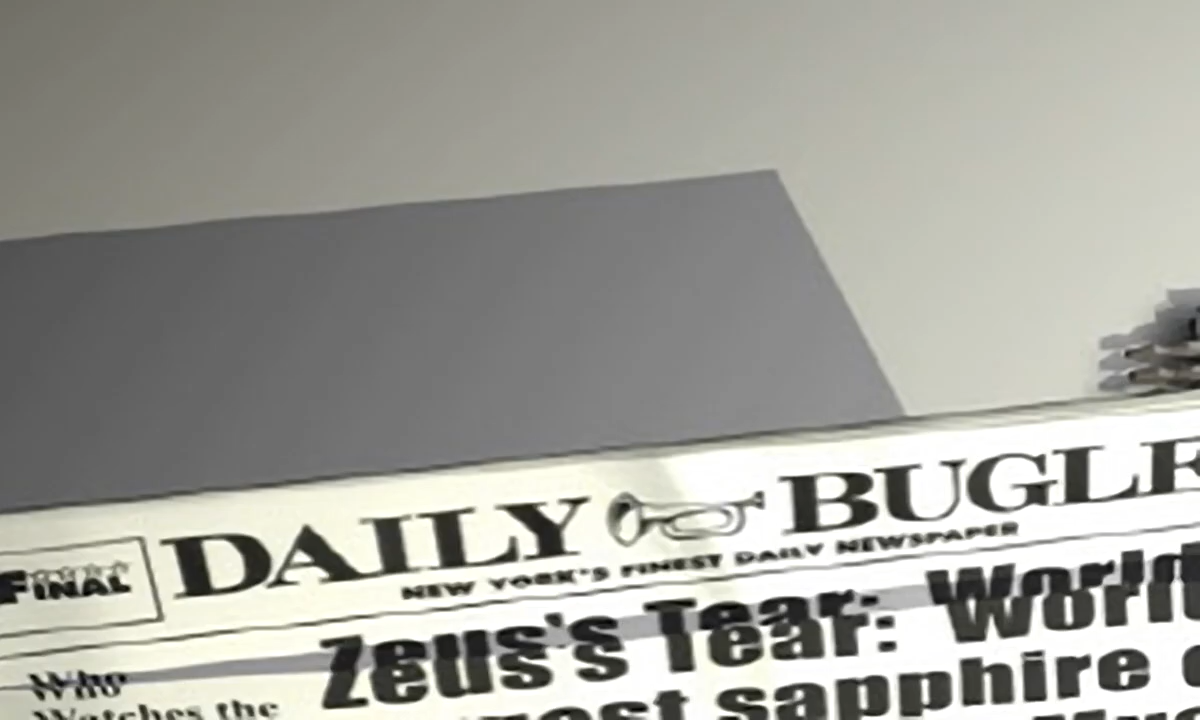 FINAL
DAILY BUGLE
NEW YORK'S FINEST DAILY NEWSPAPER
Zeus's Tear: World
sapphire
Who
Watches the